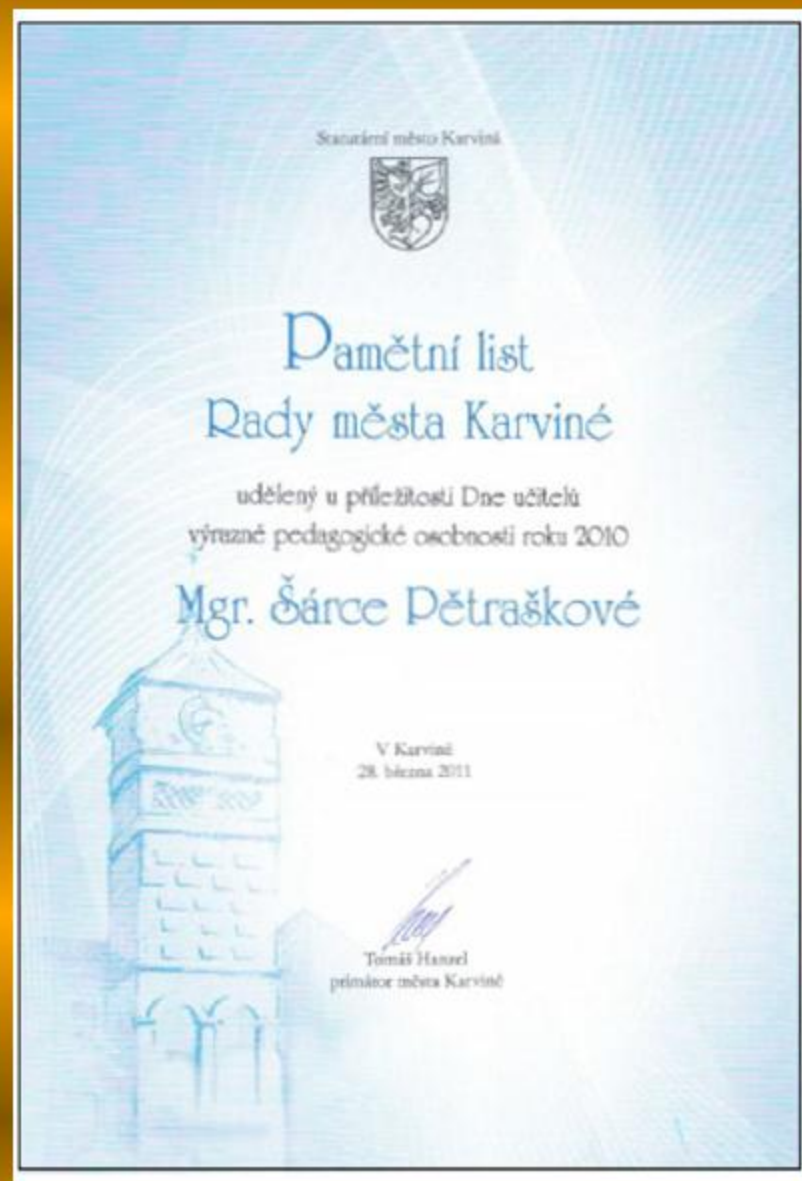 Statutární město Karviná
Pamětní list
Rady města Karviné
udělený u příležitosti Dne učitelů
výrazné pedagogické osobnosti roku 2010
Mgr. Šárce Pětraškové
V Karviné
28. března 2011
Tomáš Hanzel
primátor města Karviné